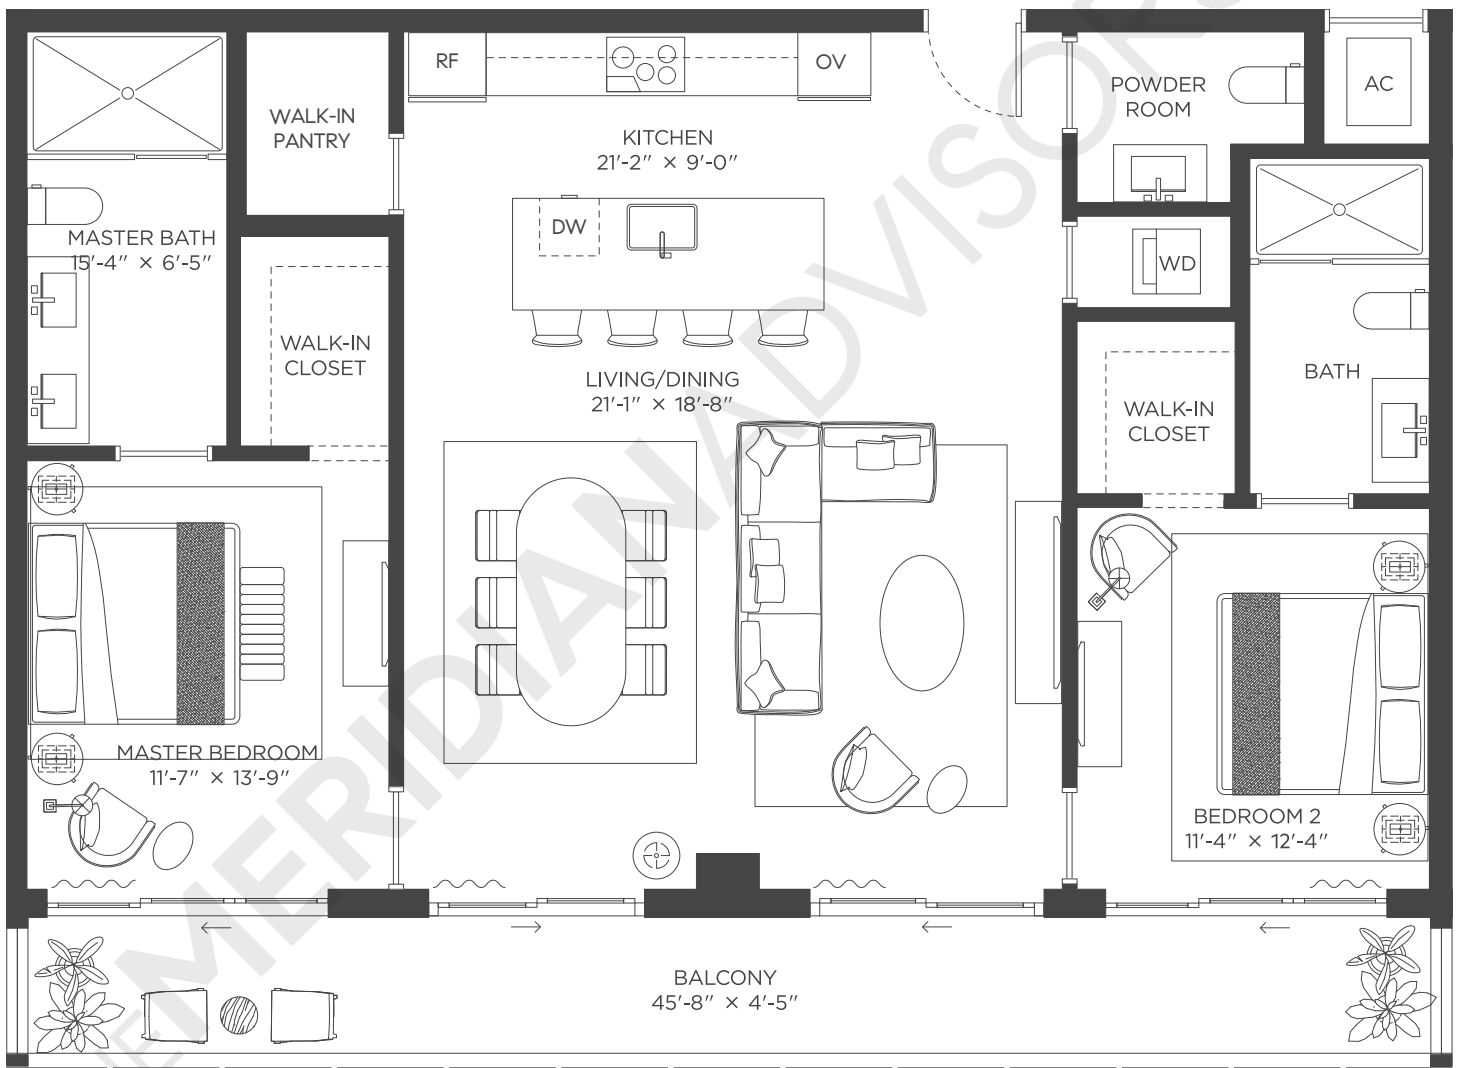 RF
OV
AC
POWDER
ROOM
WALK-IN
PANTRY
KITCHEN
21'-2" × 9'-0"
DW
MASTER BATH
15'-4" × 6'-5"
WD
WALK-IN
CLOSET
LIVING/DINING
21'-1" × 18'-8"
BATH
WALK-IN
CLOSET
MASTER BEDROOM
11'-7" × 13'-9"
BEDROOM 2
11'-4" × 12'-4"
BALCONY
45'-8" × 4'-5"
MERIDIANADVISORS